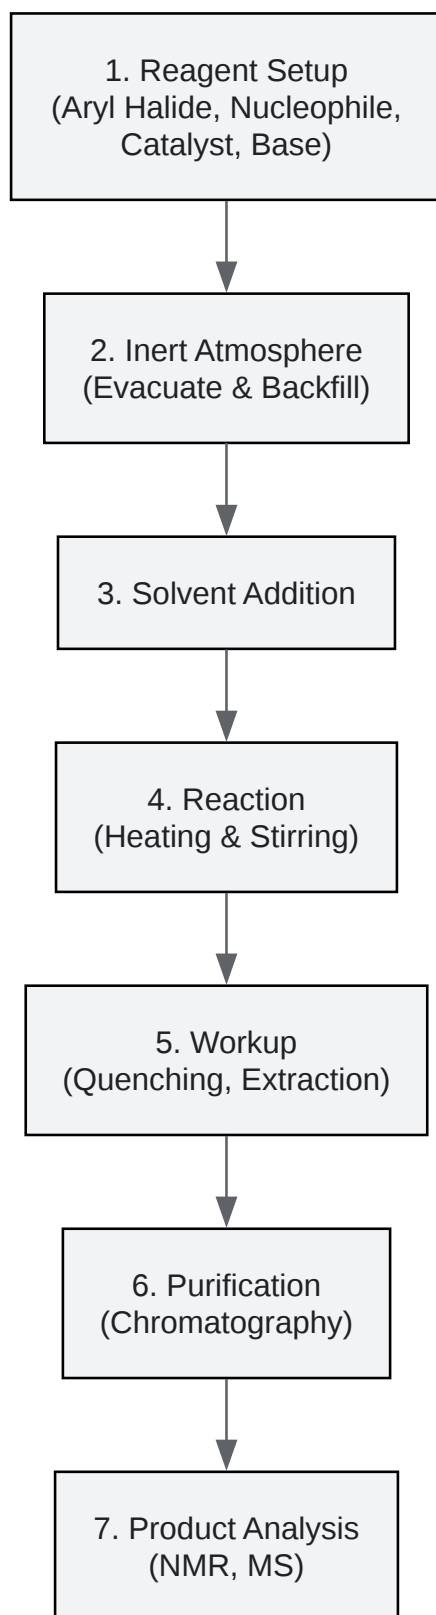 1. Reagent Setup
(Aryl Halide, Nucleophile,
Catalyst, Base)
2. Inert Atmosphere
(Evacuate & Backfill)
3. Solvent Addition
4. Reaction
(Heating & Stirring)
5. Workup
(Quenching, Extraction)
6. Purification
(Chromatography)
7. Product Analysis
(NMR, MS)